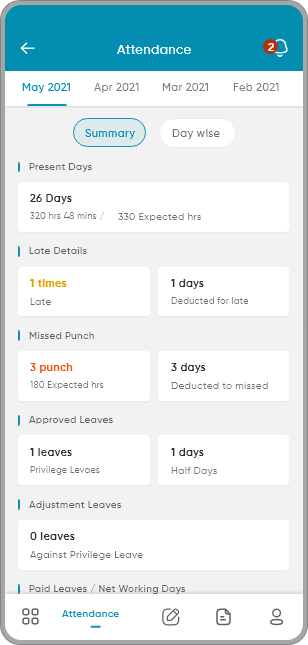 Attendance
2
May 2021 Apr 2021 Mar 2021 Feb 2021
Summary Day wise
Present Days
26 Days
320 hrs 48 mins / 330 Expected hrs
Late Details
1 times 1 days
Late Deducted for late
Missed Punch
3 punch 3 days
180 Expected hrs Deducted to missed
Approved Leaves
1 leaves 1 days
Privilege Levaes Half Days
Adjustment Leaves
0 leaves
Against Privilege Leave
Paid Leaves / Net Working Days
Attendance